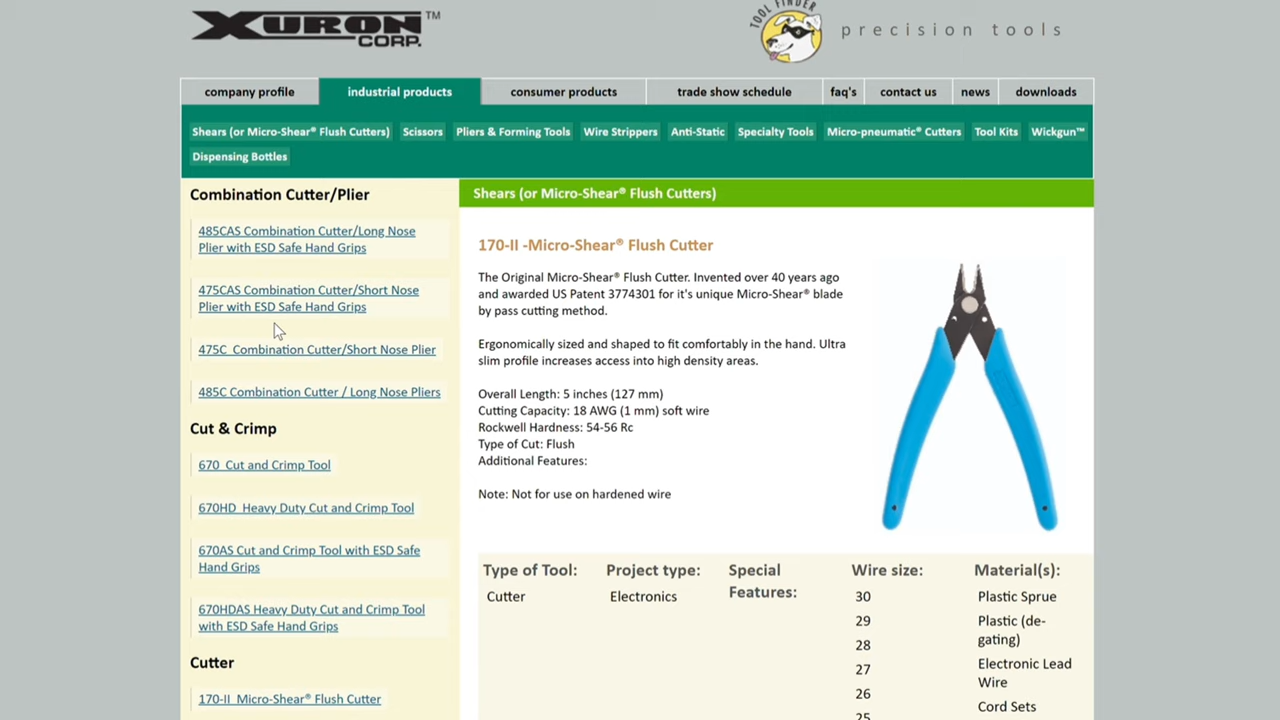 XURON™
CORP.
TOOL FINDER
precision tools
company profile
industrial products
consumer products
trade show schedule
faq's
contact us
news
downloads
Shears (or Micro-Shear® Flush Cutters)
Scissors
Pliers & Forming Tools
Wire Strippers
Anti-Static
Specialty Tools
Micro-pneumatic® Cutters
Tool Kits
Wickgun™
Dispensing Bottles
Combination Cutter/Plier
485CAS Combination Cutter/Long Nose
Plier with ESD Safe Hand Grips
475CAS Combination Cutter/Short Nose
Plier with ESD Safe Hand Grips
475C Combination Cutter/Short Nose Plier
485C Combination Cutter / Long Nose Pliers
Cut & Crimp
670 Cut and Crimp Tool
670HD Heavy Duty Cut and Crimp Tool
670AS Cut and Crimp Tool with ESD Safe
Hand Grips
670HDAS Heavy Duty Cut and Crimp Tool
with ESD Safe Hand Grips
Cutter
170-II Micro-Shear® Flush Cutter
Shears (or Micro-Shear® Flush Cutters)
170-II -Micro-Shear® Flush Cutter
The Original Micro-Shear® Flush Cutter. Invented over 40 years ago
and awarded US Patent 3774301 for it's unique Micro-Shear® blade
by pass cutting method.
Ergonomically sized and shaped to fit comfortably in the hand. Ultra
slim profile increases access into high density areas.
Overall Length: 5 inches (127 mm)
Cutting Capacity: 18 AWG (1 mm) soft wire
Rockwell Hardness: 54-56 Rc
Type of Cut: Flush
Additional Features:
Note: Not for use on hardened wire
Type of Tool:
Cutter
Project type:
Electronics
Special
Features:
Wire size:
30
29
28
27
26
25
Material(s):
Plastic Sprue
Plastic (de-
gating)
Electronic Lead
Wire
Cord Sets